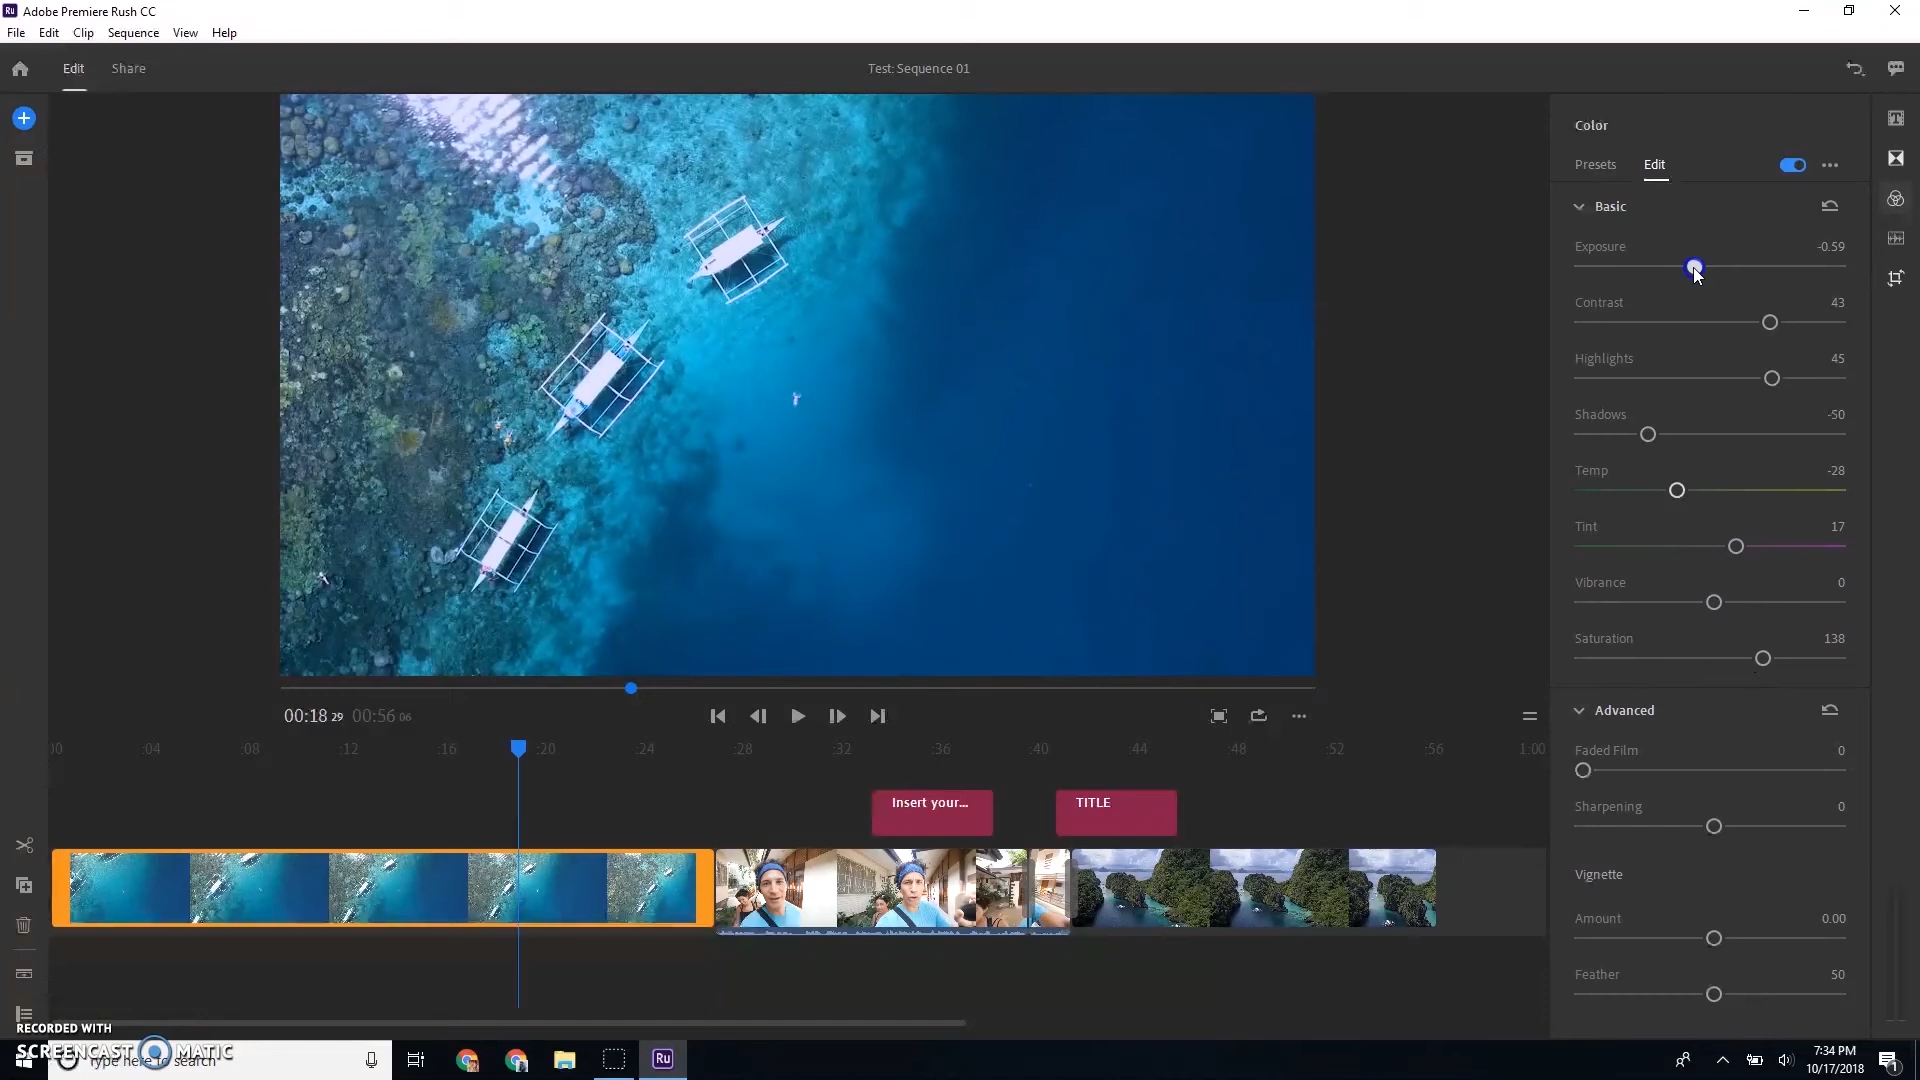 Ru Adobe Premiere Rush CC
File Edit Clip Sequence View Help
Edit Share Test: Sequence 01
Color
Presets Edit
Basic
Exposure -0.59
Contrast 43
Highlights 45
Shadows -50
Temp -28
Tint 17
Vibrance 0
Saturation 138
00:18 29 00:56 06
:00 :04 :08 :12 :16 :20 :24 :28 :32 :36 :40 :44 :48 :52 :56 1:00
Advanced
Faded Film 0
Sharpening 0
Insert your... TITLE
Vignette
Amount 0.00
Feather 50
RECORDED WITH
SCREENCAST MATIC
Type here to search
Ru
7:34 PM
10/17/2018
1